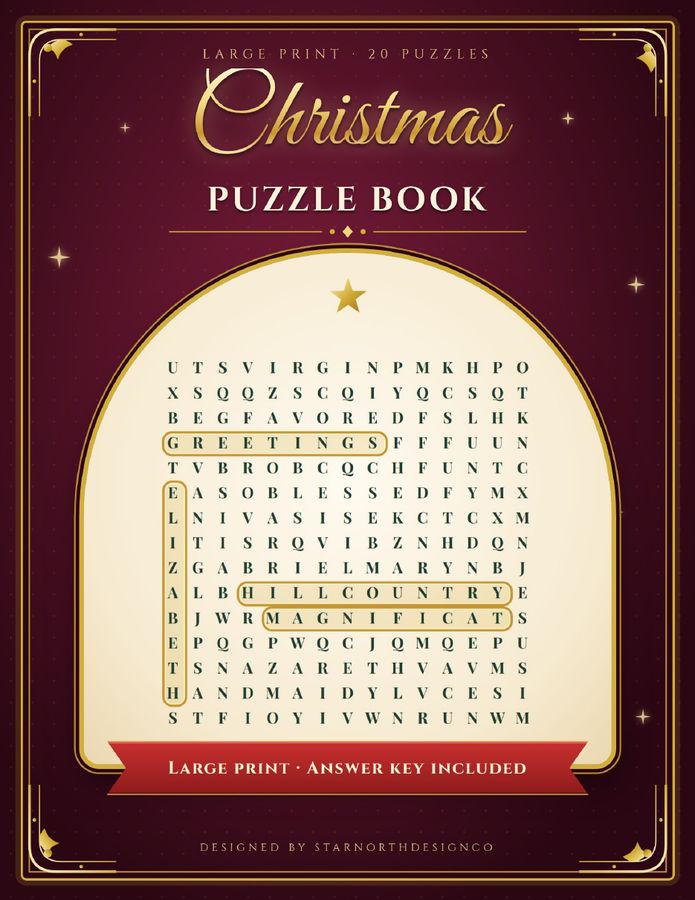 LARGE PRINT · 20 PUZZLES
Christmas
PUZZLE BOOK
U T S V I R G I N P M K H P O
X S Q Q Z S C Q I Y Q C S Q T
B E G F A V O R E D F S L H K
G R E E T I N G S F F F U U N
T V B R O B C Q C H F U N T C
E A S O B L E S S E D F Y M X
L N I V A S I S E K C T C X M
I T I S R Q V I B Z N H D Q N
Z G A B R I E L M A R Y N B J
A L B H I L L C O U N T R Y E
B J W R M A G N I F I C A T S
E P Q G P W Q C J Q M Q E P U
T S N A Z A R E T H V A V M S
H A N D M A I D Y L V C E S I
S T F I O Y I V W N R U N W M
LARGE PRINT · ANSWER KEY INCLUDED
DESIGNED BY STARNORTHDESIGNCO